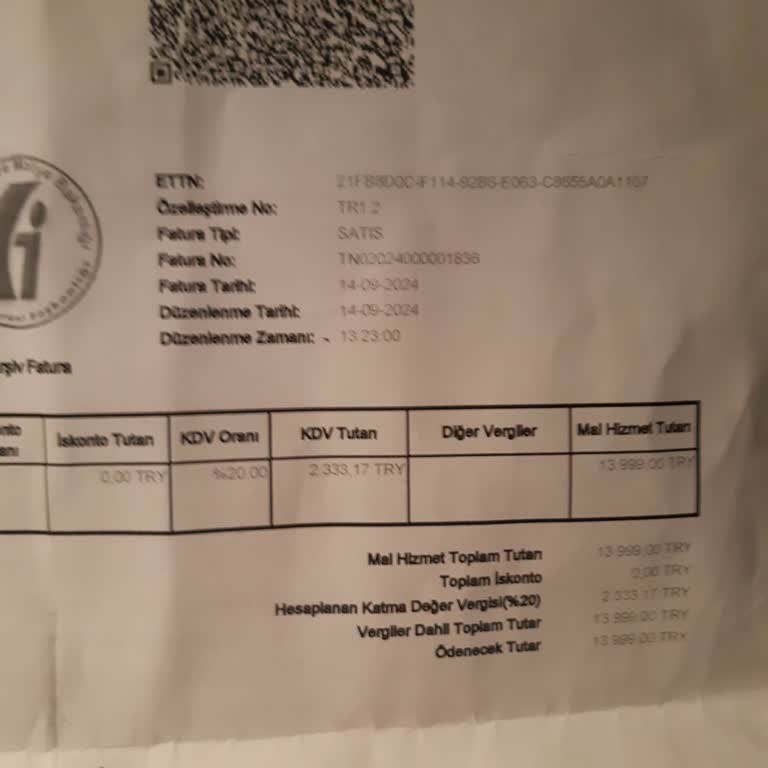 ETTN: 21FB8D0C-F114-92B6-E063-C8655A0A1107
Özelleştirme No: TR1.2
Fatura Tipi: SATIS
Fatura No: TN02024000001836
Fatura Tarihi: 14-09-2024
Düzenlenme Tarihi: 14-09-2024
Düzenlenme Zamanı: 13:23:00
rşiv Fatura
İskonto Tutarı KDV Oranı KDV Tutarı Diğer Vergiler Mal Hizmet Tutarı
0,00 TRY %20.00 2.333,17 TRY 13.999,00 TRY
Mal Hizmet Toplam Tutarı 13.999,00 TRY
Toplam İskonto 0,00 TRY
Hesaplanan Katma Değer Vergisi(%20) 2.333,17 TRY
Vergiler Dahil Toplam Tutar 13.999,00 TRY
Ödenecek Tutar 13.999,00 TRY